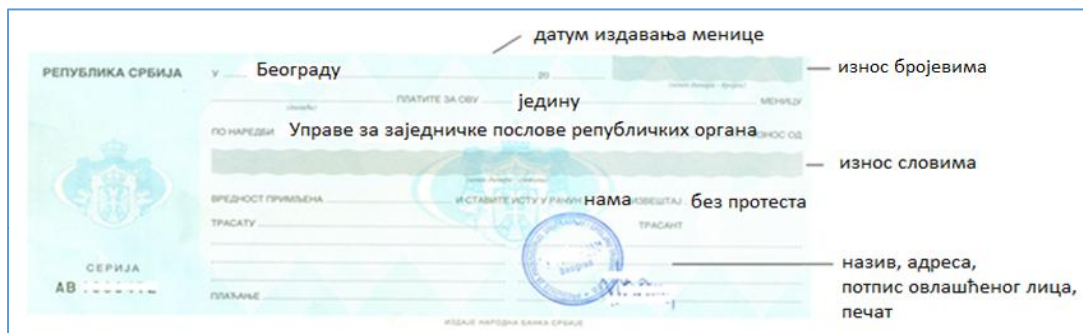 датум издавања менице
РЕПУБЛИКА СРБИЈА
у Београду 20
износ бројевима
ПЛАТИТЕ ЗА ОВУ једину МЕНИЦУ
ПО НАРЕДБИ Управе за заједничке послове републичких органа ИЗНОС ОД
износ словима
ВРЕДНОСТ ПРИМЉЕНА И СТАВИТЕ ИСТУ У РАЧУН нама ИЗВЕШТАЈ без протеста
ТРАСАТУ ТРАСАНТ
Београд
СЕРИЈА
АВ
назив, адреса,
потпис овлашћеног лица,
печат
ПЛАЋАЊЕ
ИЗДАЈЕ НАРОДНА БАНКА СРБИЈЕ